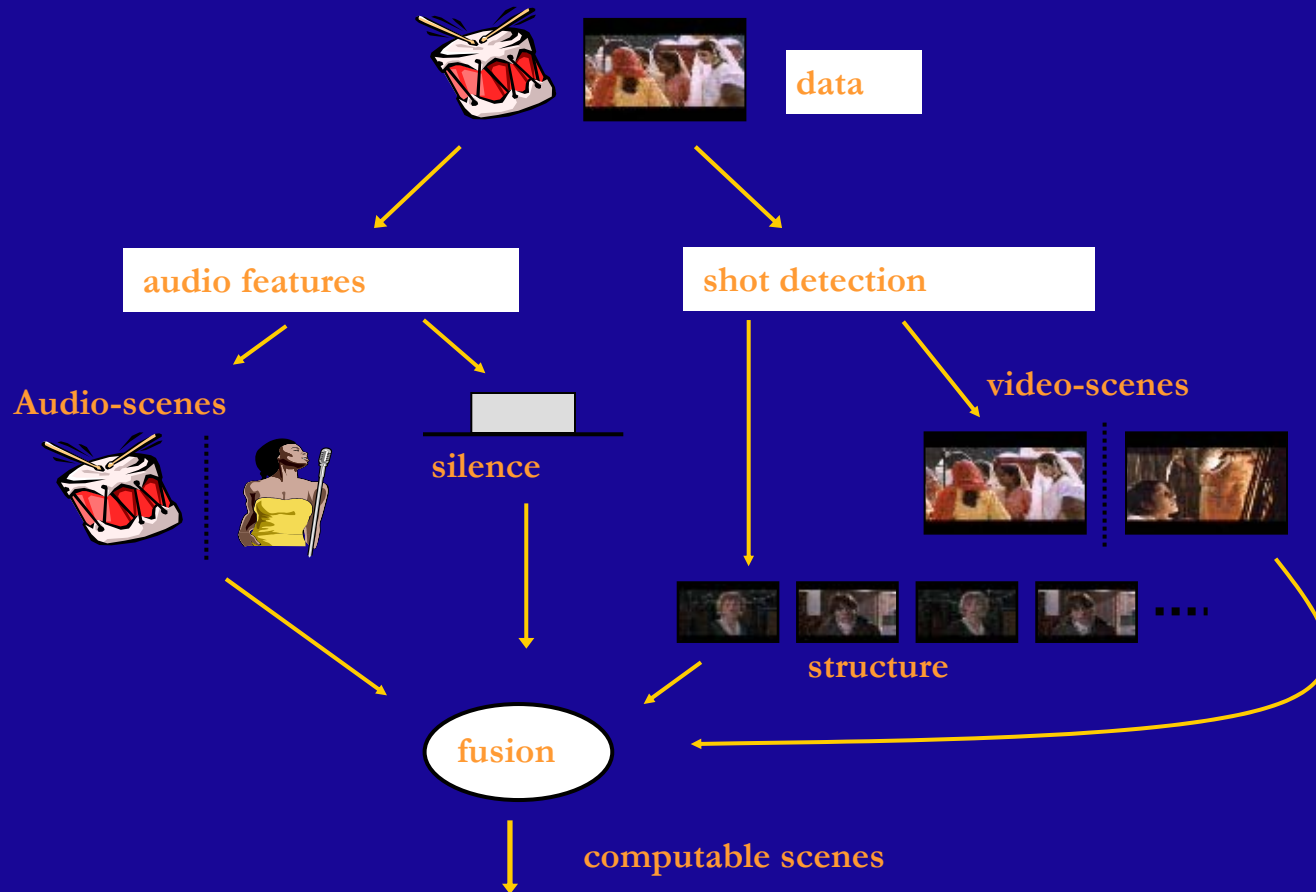 data
audio features
shot detection
Audio-scenes
video-scenes
silence
structure
fusion
computable scenes